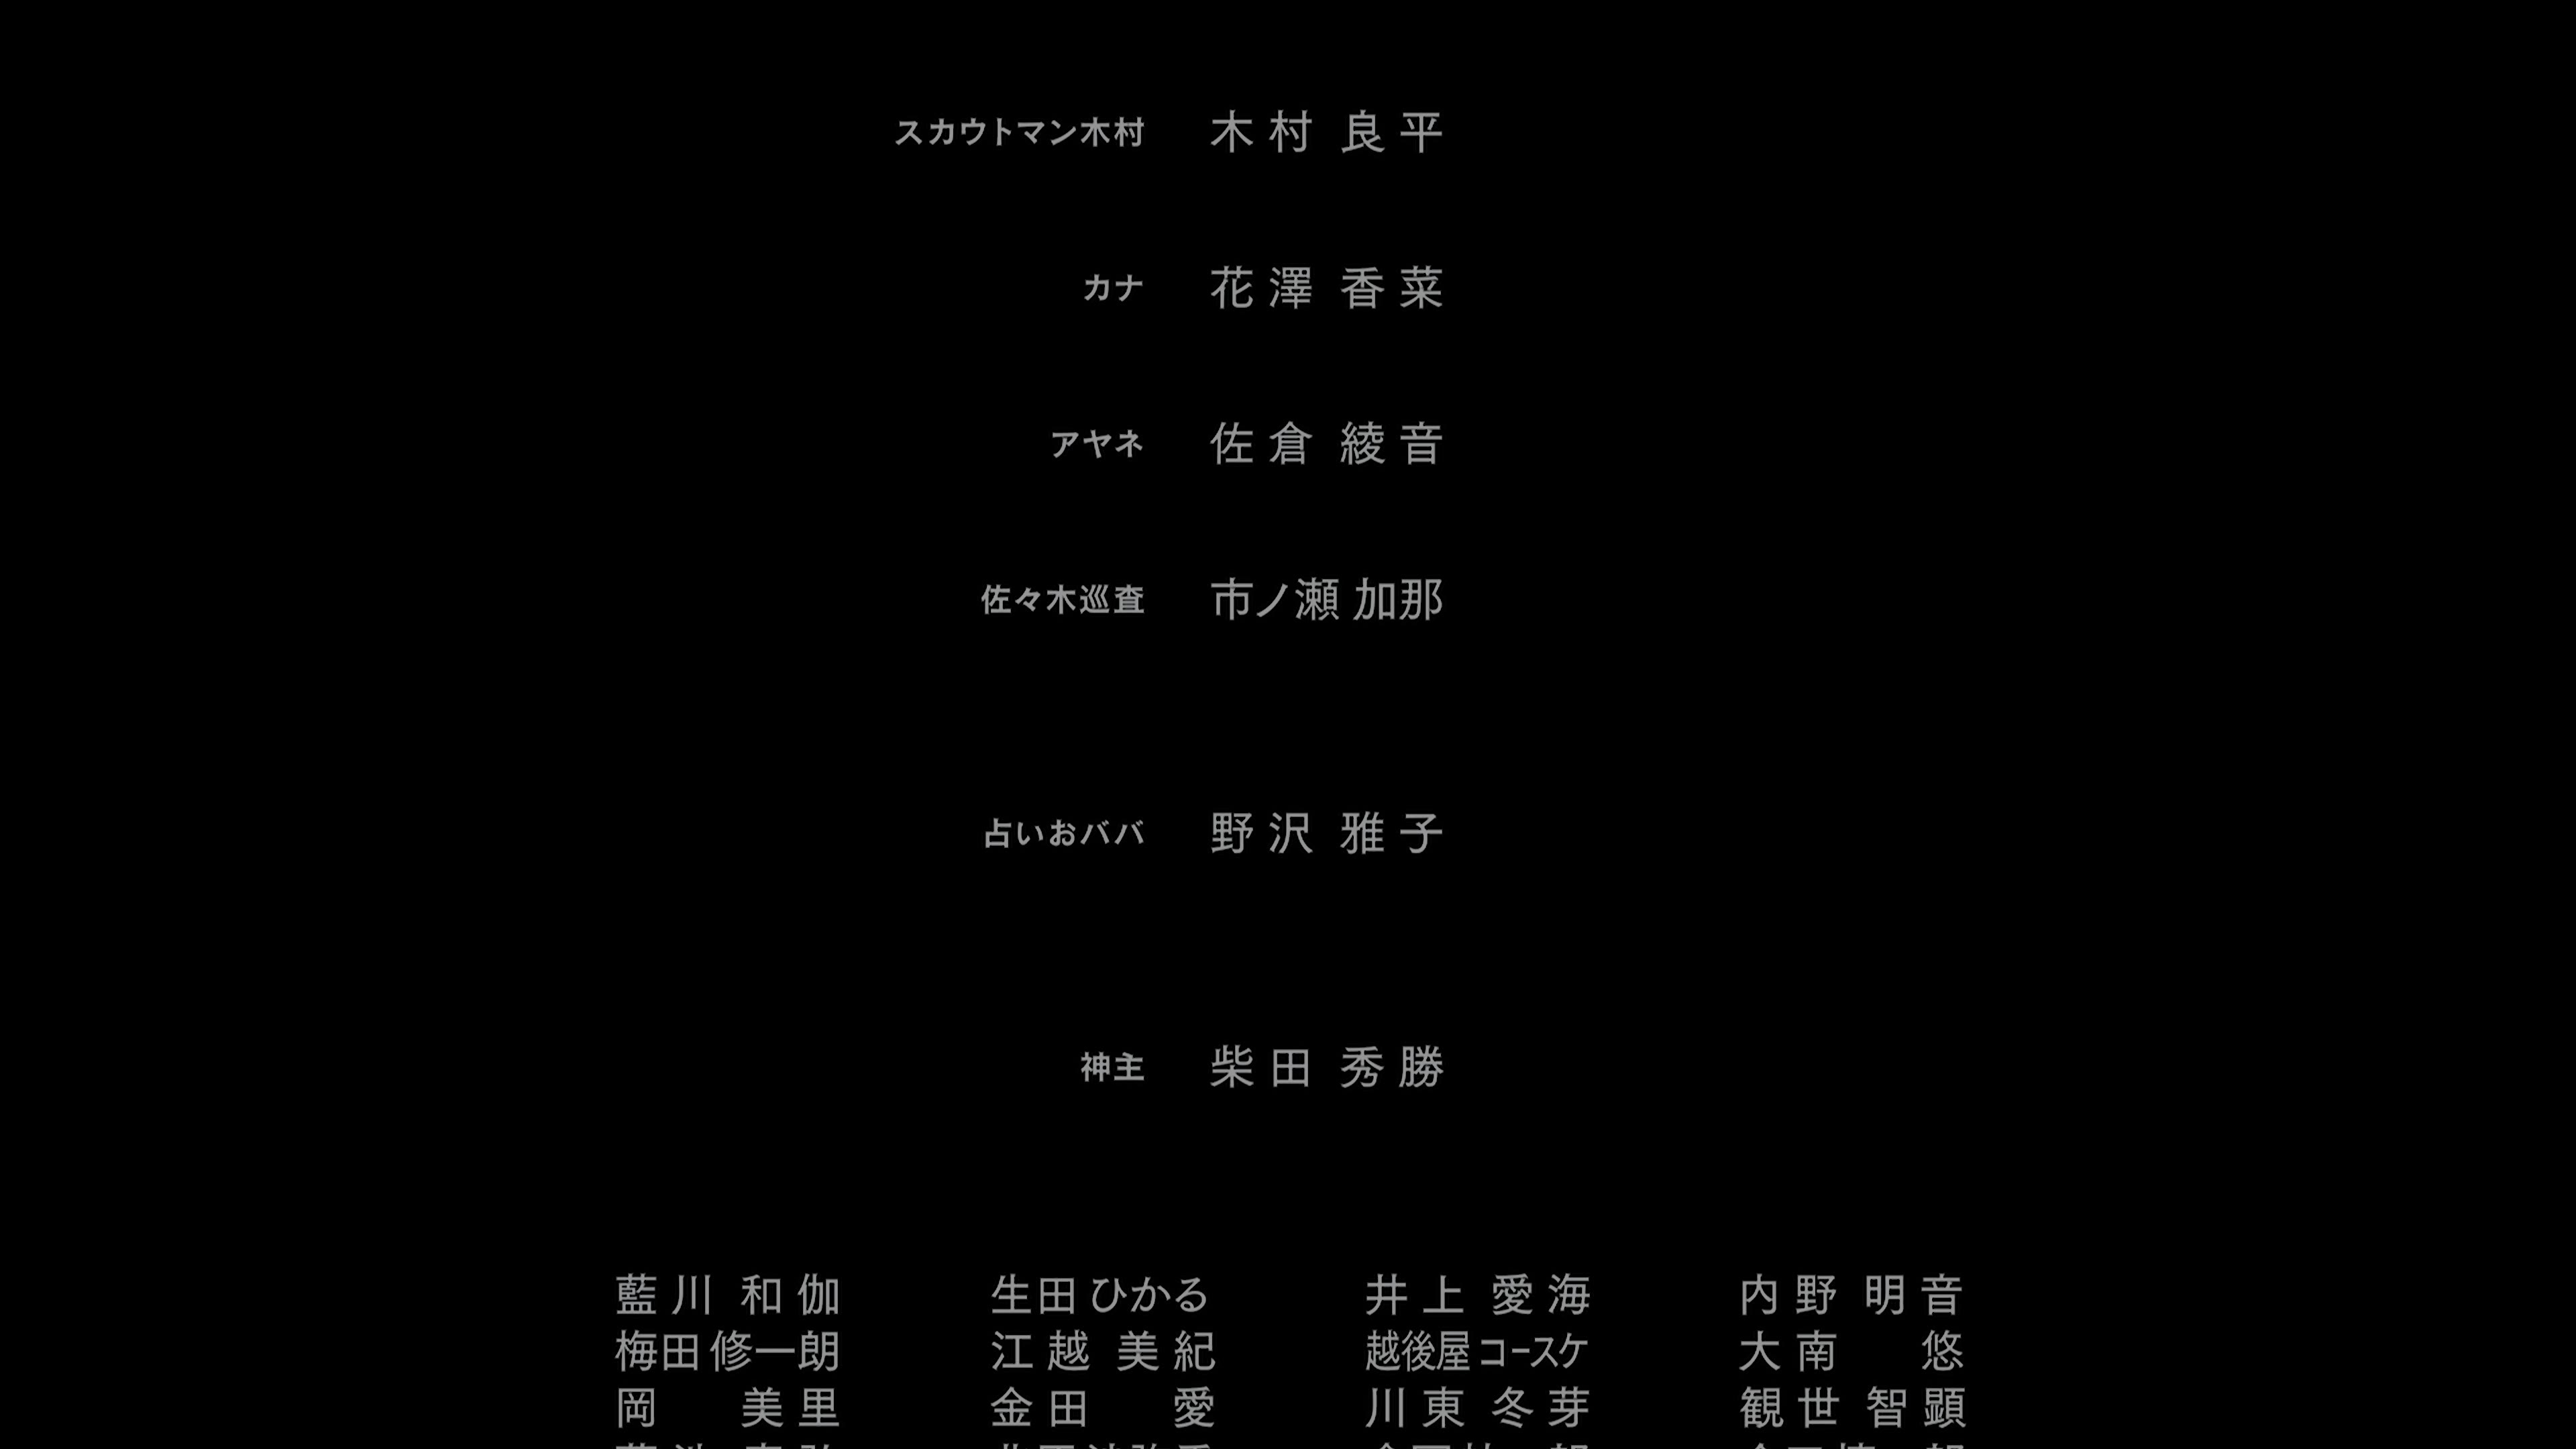 スカウトマン木村 木村 良平
カナ 花澤 香菜
アヤネ 佐倉 綾音
佐々木巡査 市ノ瀬 加那
占いおババ 野沢 雅子
神主 柴田 秀勝
藍川 和伽 生田 ひかる 井上 愛海 内野 明音
梅田 修一朗 江越 美紀 越後屋 コースケ 大南 悠
岡 美里 金田 愛 川東 冬芽 観世 智顕